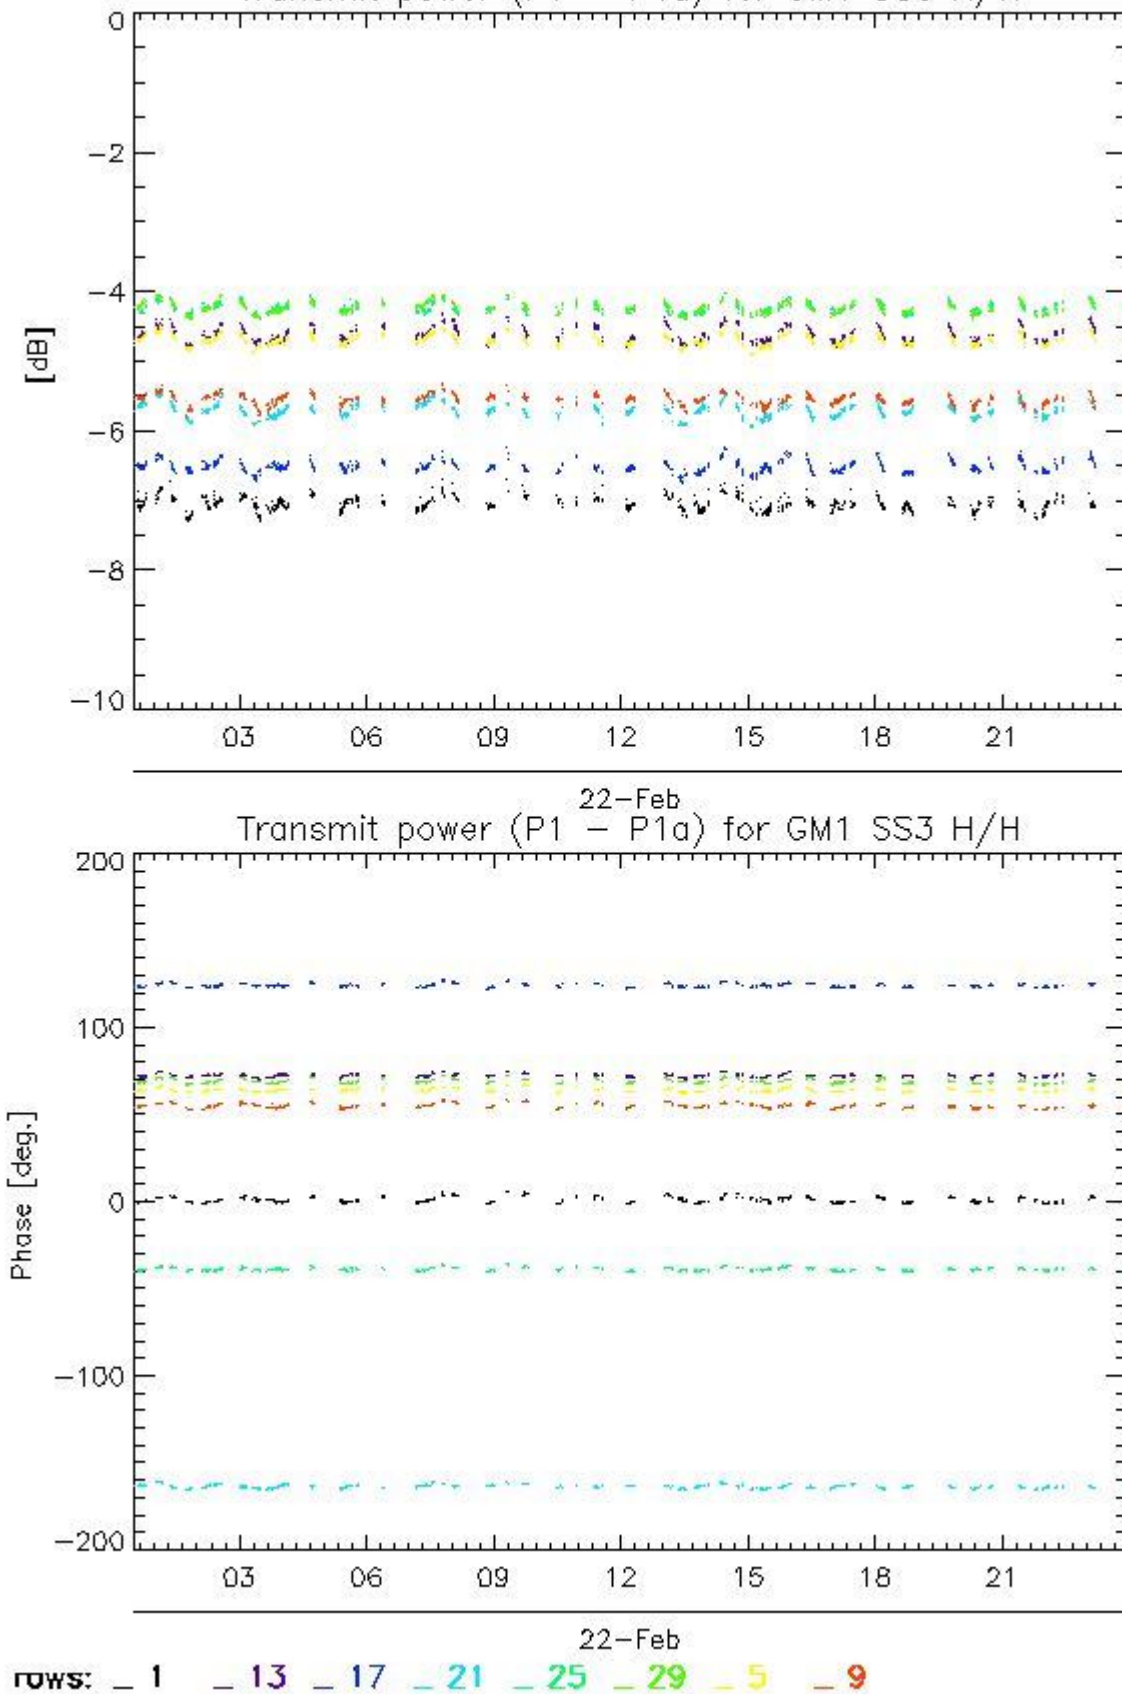 0
-2
-4
[dB]
-6
-8
-10
03 06 09 12 15 18 21
22-Feb
Transmit power (P1 - P1a) for GM1 SS3 H/H
200
100
Phase [deg.]
0
-100
-200
03 06 09 12 15 18 21
22-Feb
rows: _ 1 _ 13 _ 17 _ 21 _ 25 _ 29 _ 5 _ 9